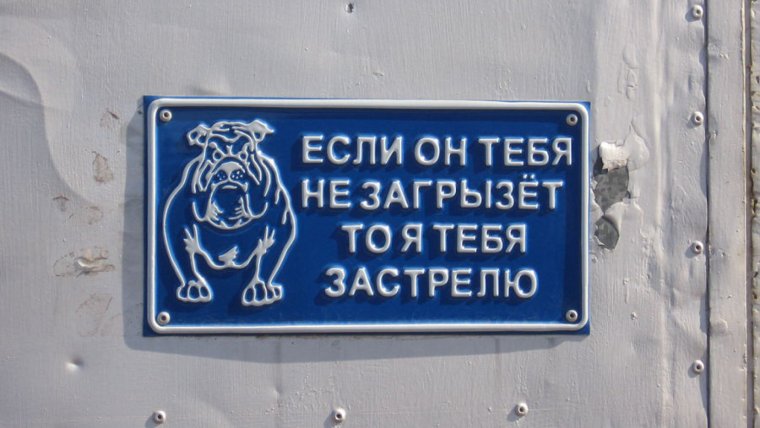 ЕСЛИ ОН ТЕБЯ
НЕ ЗАГРЫЗЁТ
ТО Я ТЕБЯ
ЗАСТРЕЛЮ